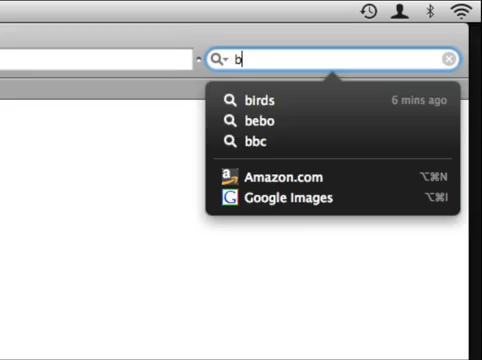 b
birds 6 mins ago
bebo
bbc
a Amazon.com ⌥⌘N
G Google Images ⌥⌘I